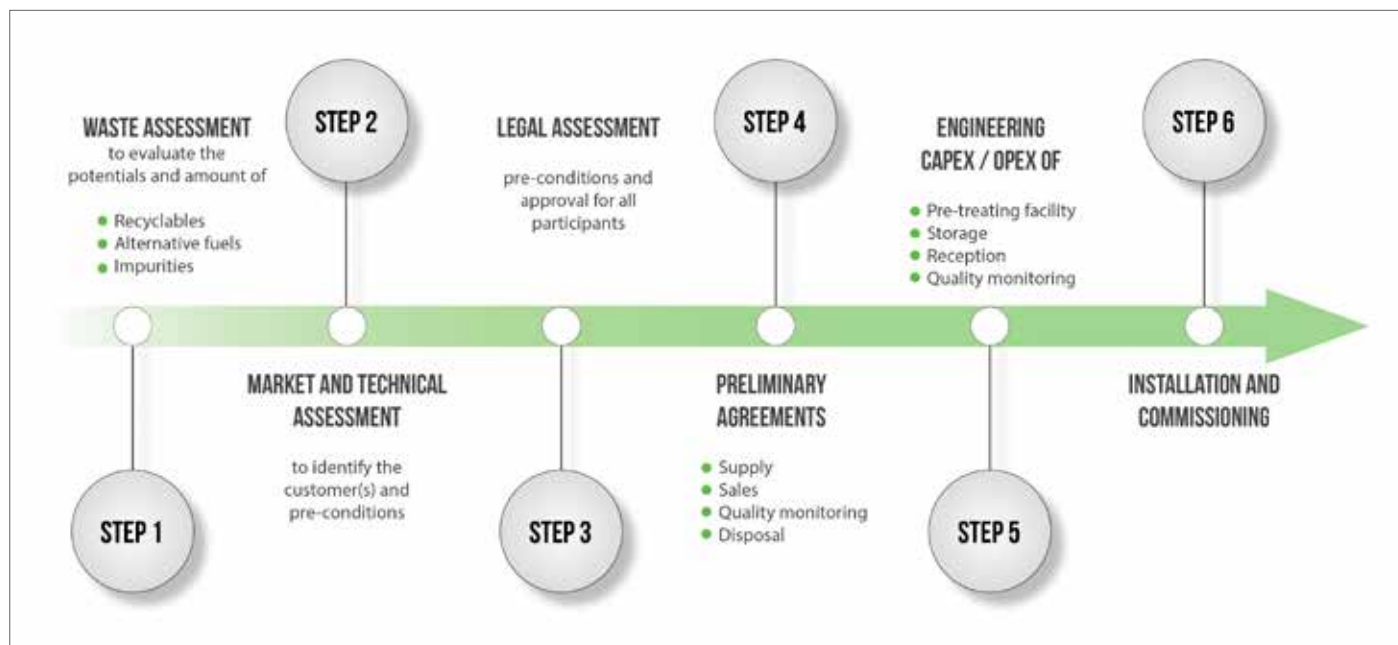 STEP 1
WASTE ASSESSMENT
to evaluate the
potentials and amount of
Recyclables
Alternative fuels
Impurities
STEP 2
MARKET AND TECHNICAL
ASSESSMENT
to identify the
customer(s) and
pre-conditions
STEP 3
LEGAL ASSESSMENT
pre-conditions and
approval for all
participants
STEP 4
PRELIMINARY
AGREEMENTS
Supply
Sales
Quality monitoring
Disposal
STEP 5
ENGINEERING
CAPEX / OPEX OF
Pre-treating facility
Storage
Reception
Quality monitoring
STEP 6
INSTALLATION AND
COMMISSIONING